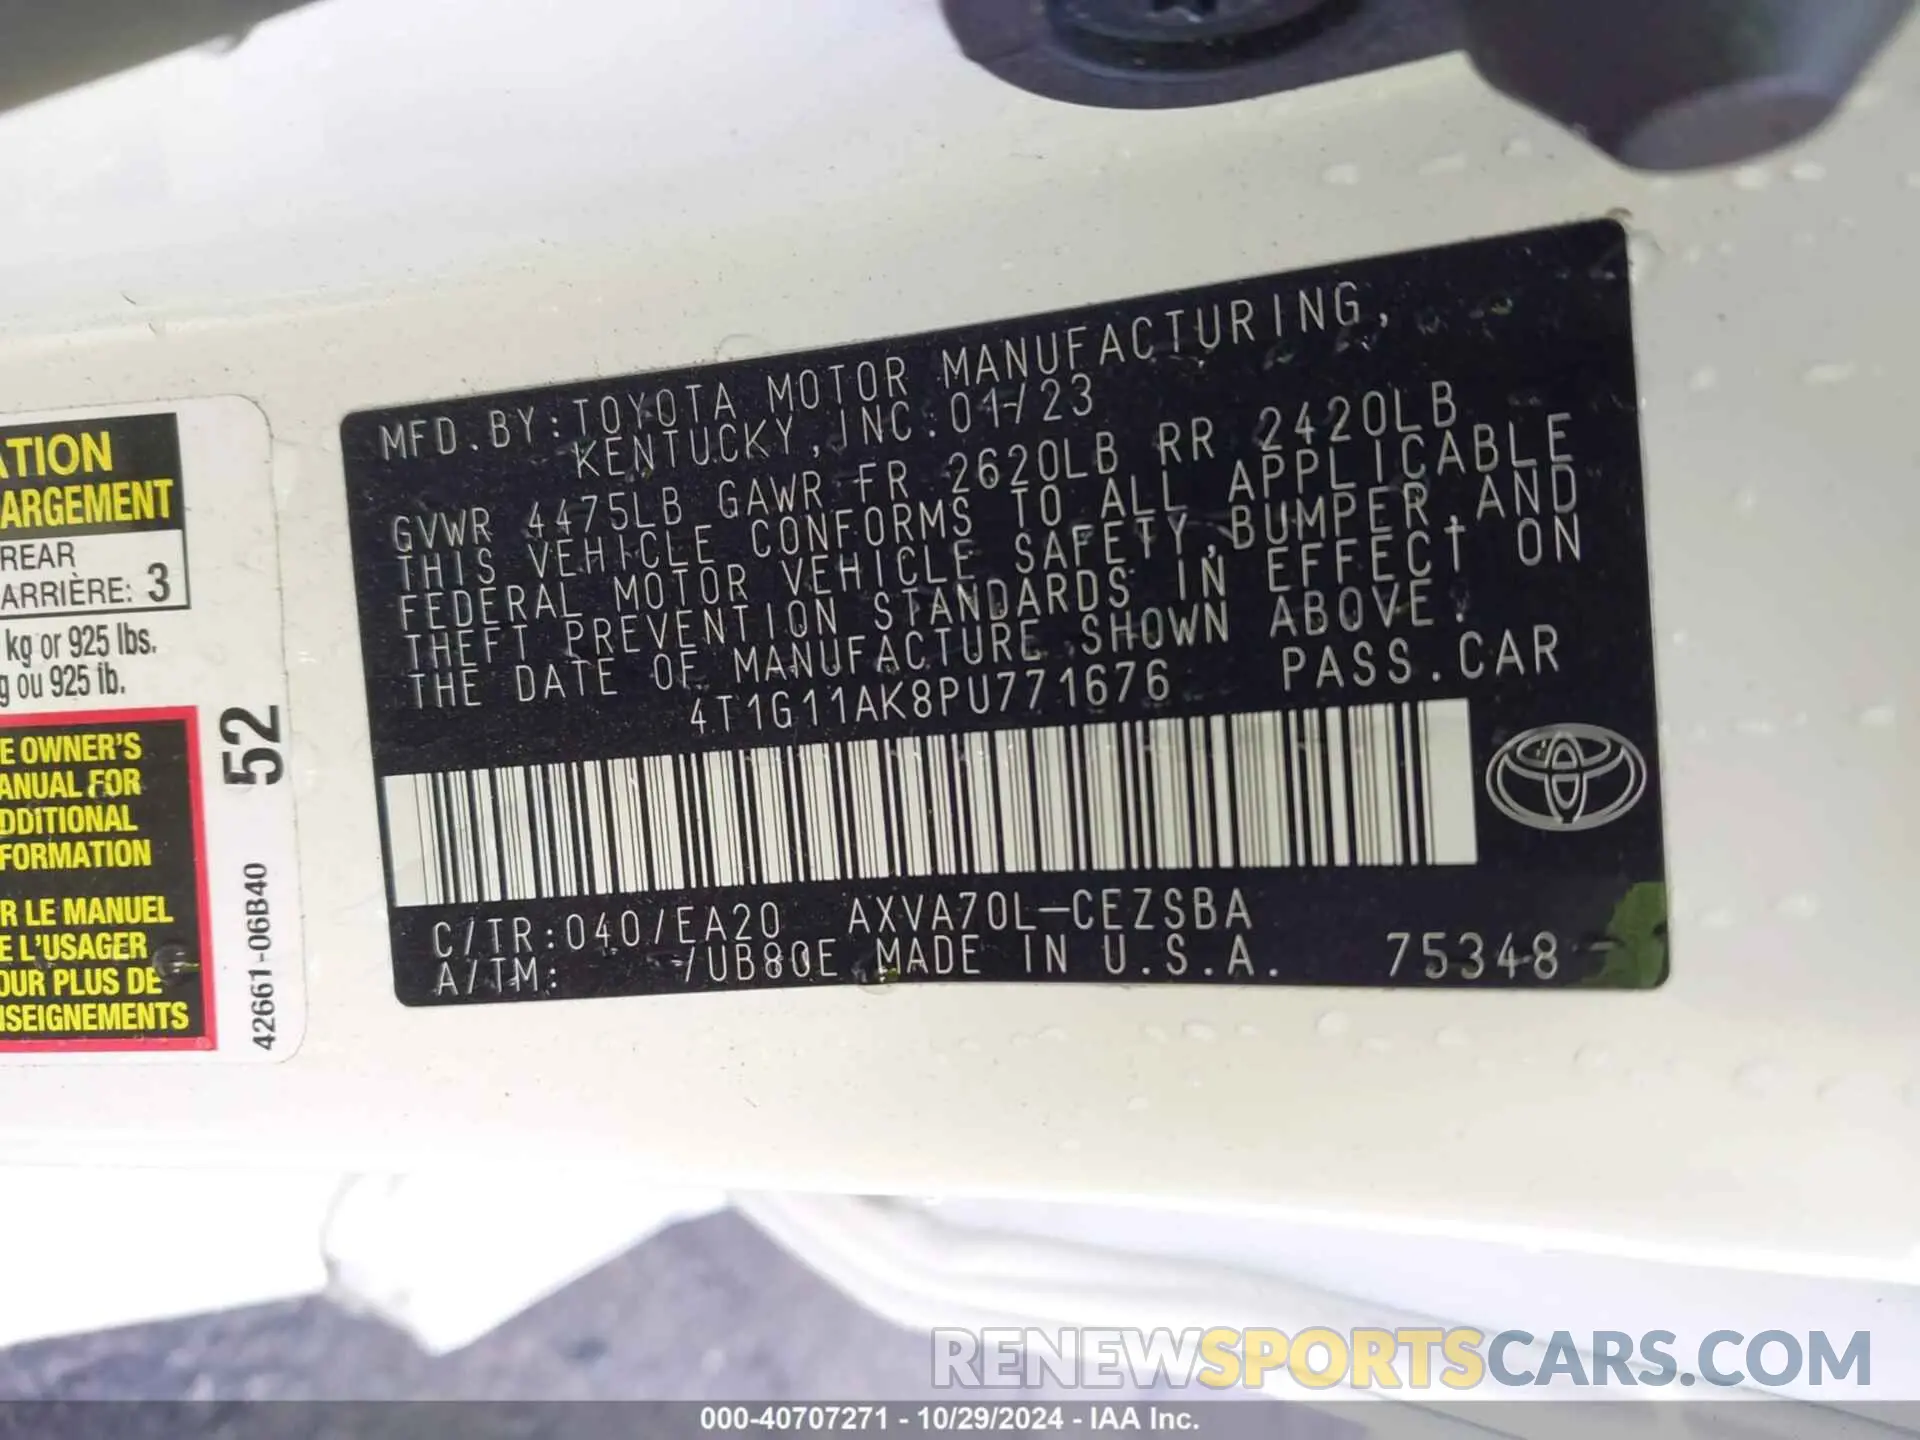 ATION
ARGEMENT
REAR
ARRIÈRE: 3
kg or 925 lbs.
g ou 925 lb.
E OWNER'S
ANUAL FOR
DDITIONAL
FORMATION
R LE MANUEL
E L'USAGER
OUR PLUS DE
NSEIGNEMENTS
52
42661-06B40
MFD.BY:TOYOTA MOTOR MANUFACTURING,
KENTUCKY,INC.01/23
GVWR 4475LB GAWR FR 2620LB RR 2420LB
THIS VEHICLE CONFORMS TO ALL APPLICABLE
FEDERAL MOTOR VEHICLE SAFETY,BUMPER,AND
THEFT PREVENTION STANDARDS IN EFFECT ON
THE DATE OF MANUFACTURE SHOWN ABOVE.
4T1G11AK8PU771676 PASS.CAR
C/TR:040/EA20 AXVA70L-CEZSBA
A/TM: /UB80E MADE IN U.S.A. 75348
RENEWSPORTSCARS.COM
000-40707271 - 10/29/2024 - IAA Inc.